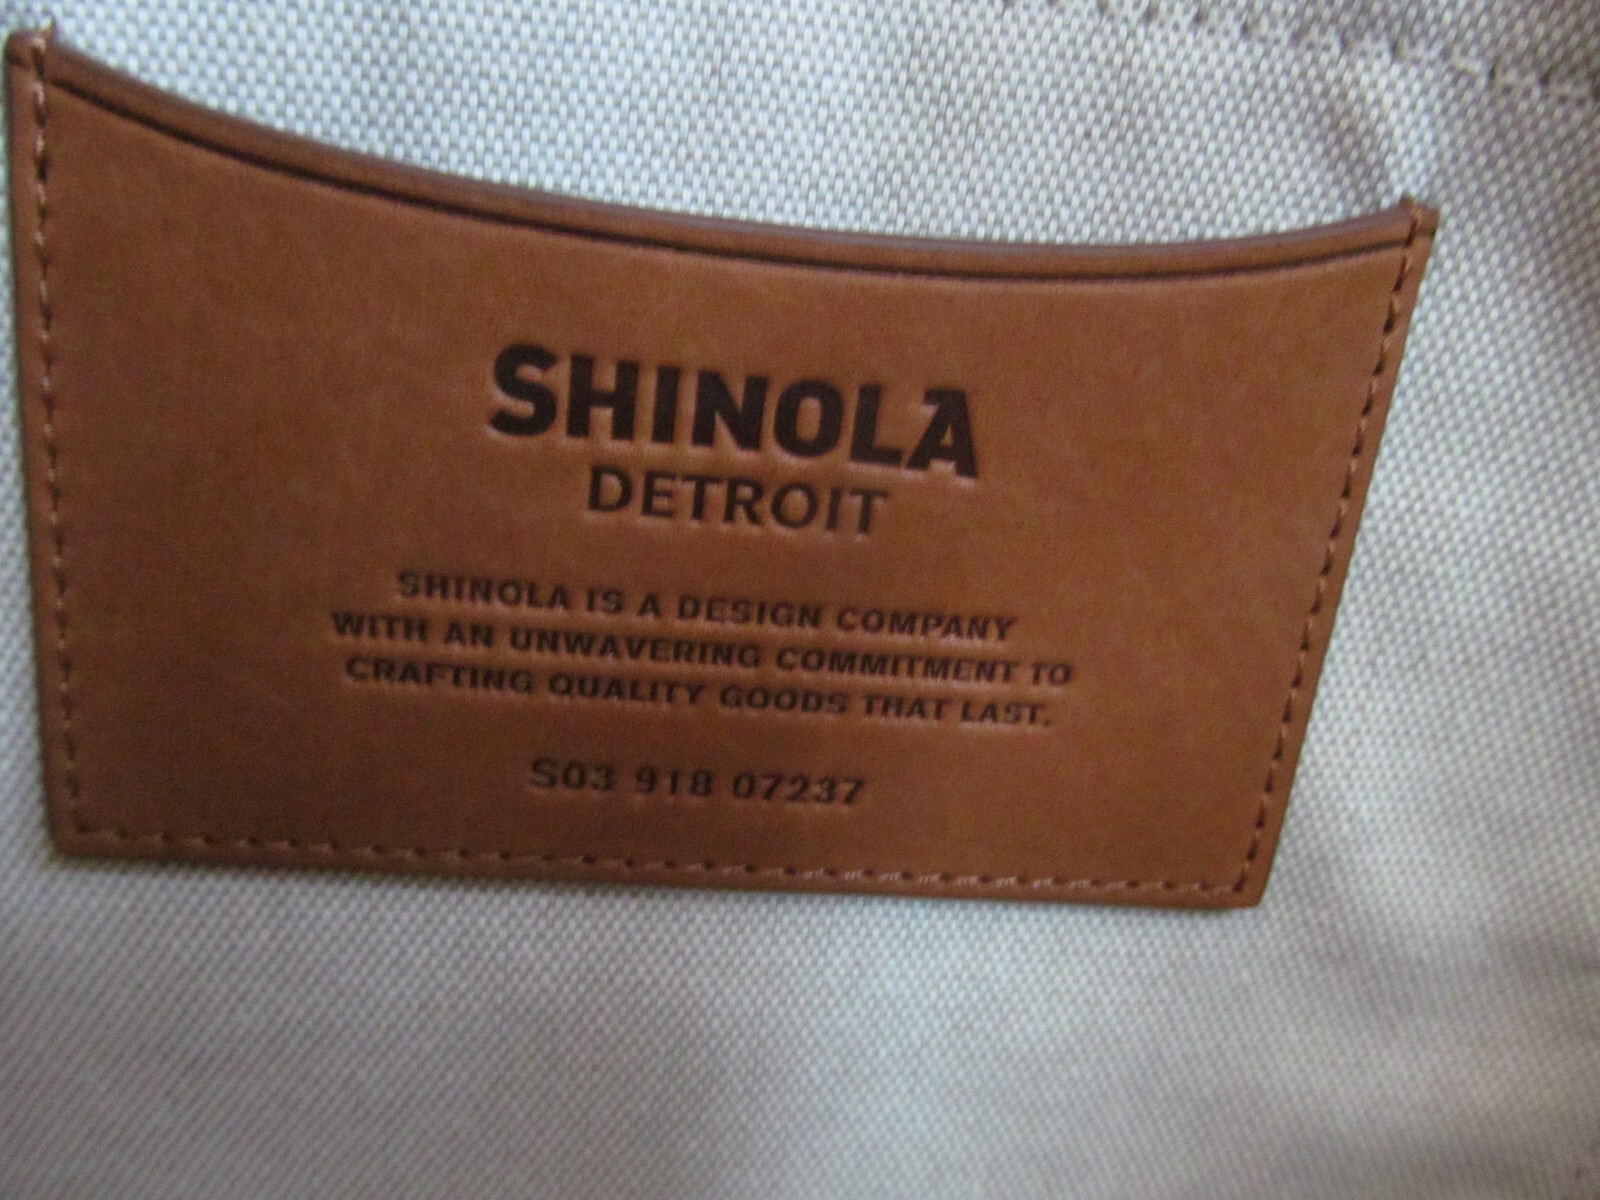 SHINOLA
DETROIT
SHINOLA IS A DESIGN COMPANY
WITH AN UNWAVERING COMMITMENT TO
CRAFTING QUALITY GOODS THAT LAST.
S03 918 07237